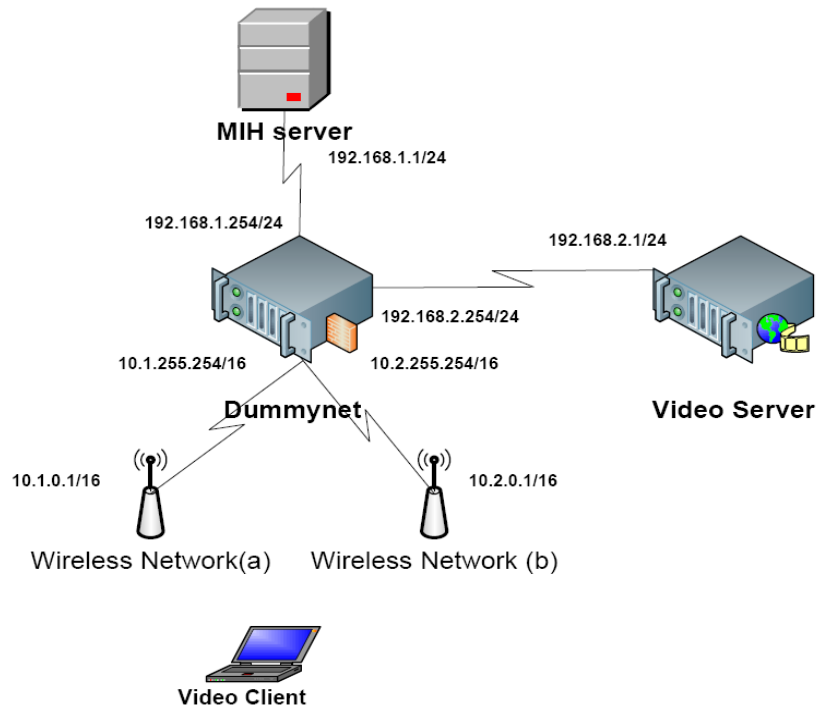 MIH server
192.168.1.1/24
192.168.1.254/24
192.168.2.1/24
192.168.2.254/24
10.1.255.254/16
10.2.255.254/16
Dummynet
Video Server
10.1.0.1/16
10.2.0.1/16
Wireless Network(a)
Wireless Network (b)
Video Client